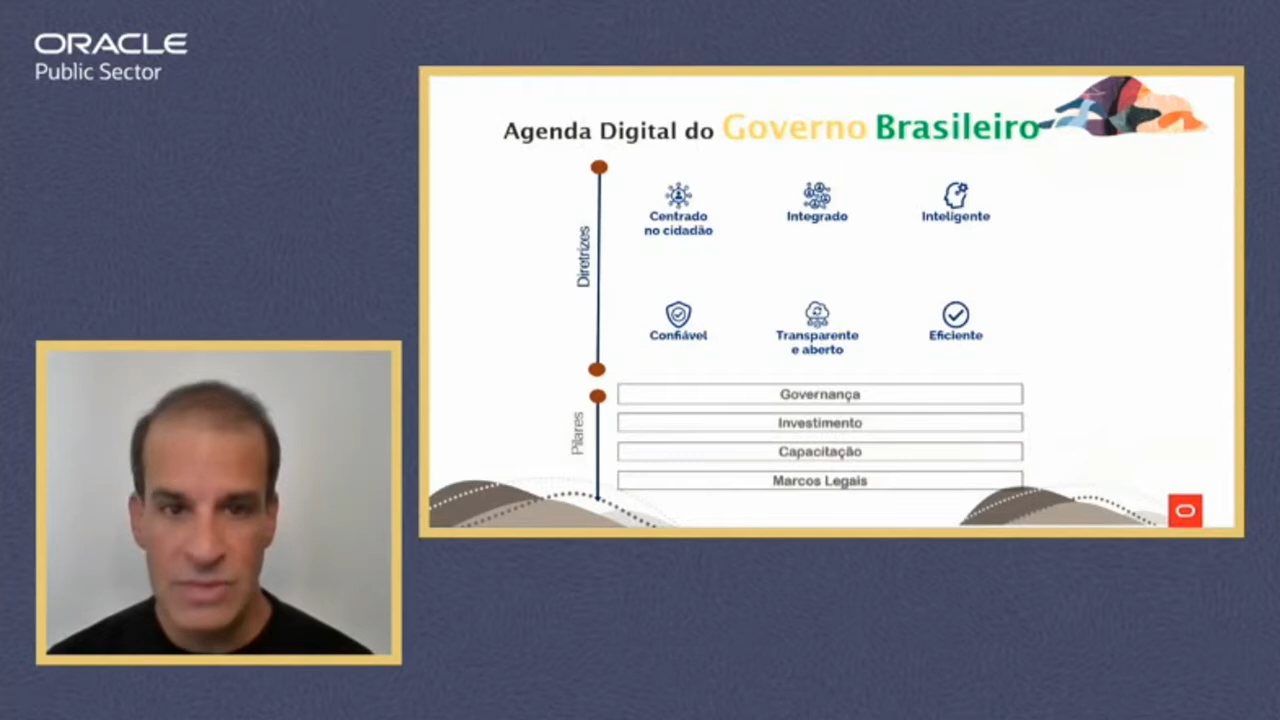 ORACLE
Public Sector
Agenda Digital do Governo Brasileiro
Diretrizes
Centrado
no cidadão
Integrado
Inteligente
Confiável
Transparente
e aberto
Eficiente
Pilares
Governança
Investimento
Capacitação
Marcos Legais